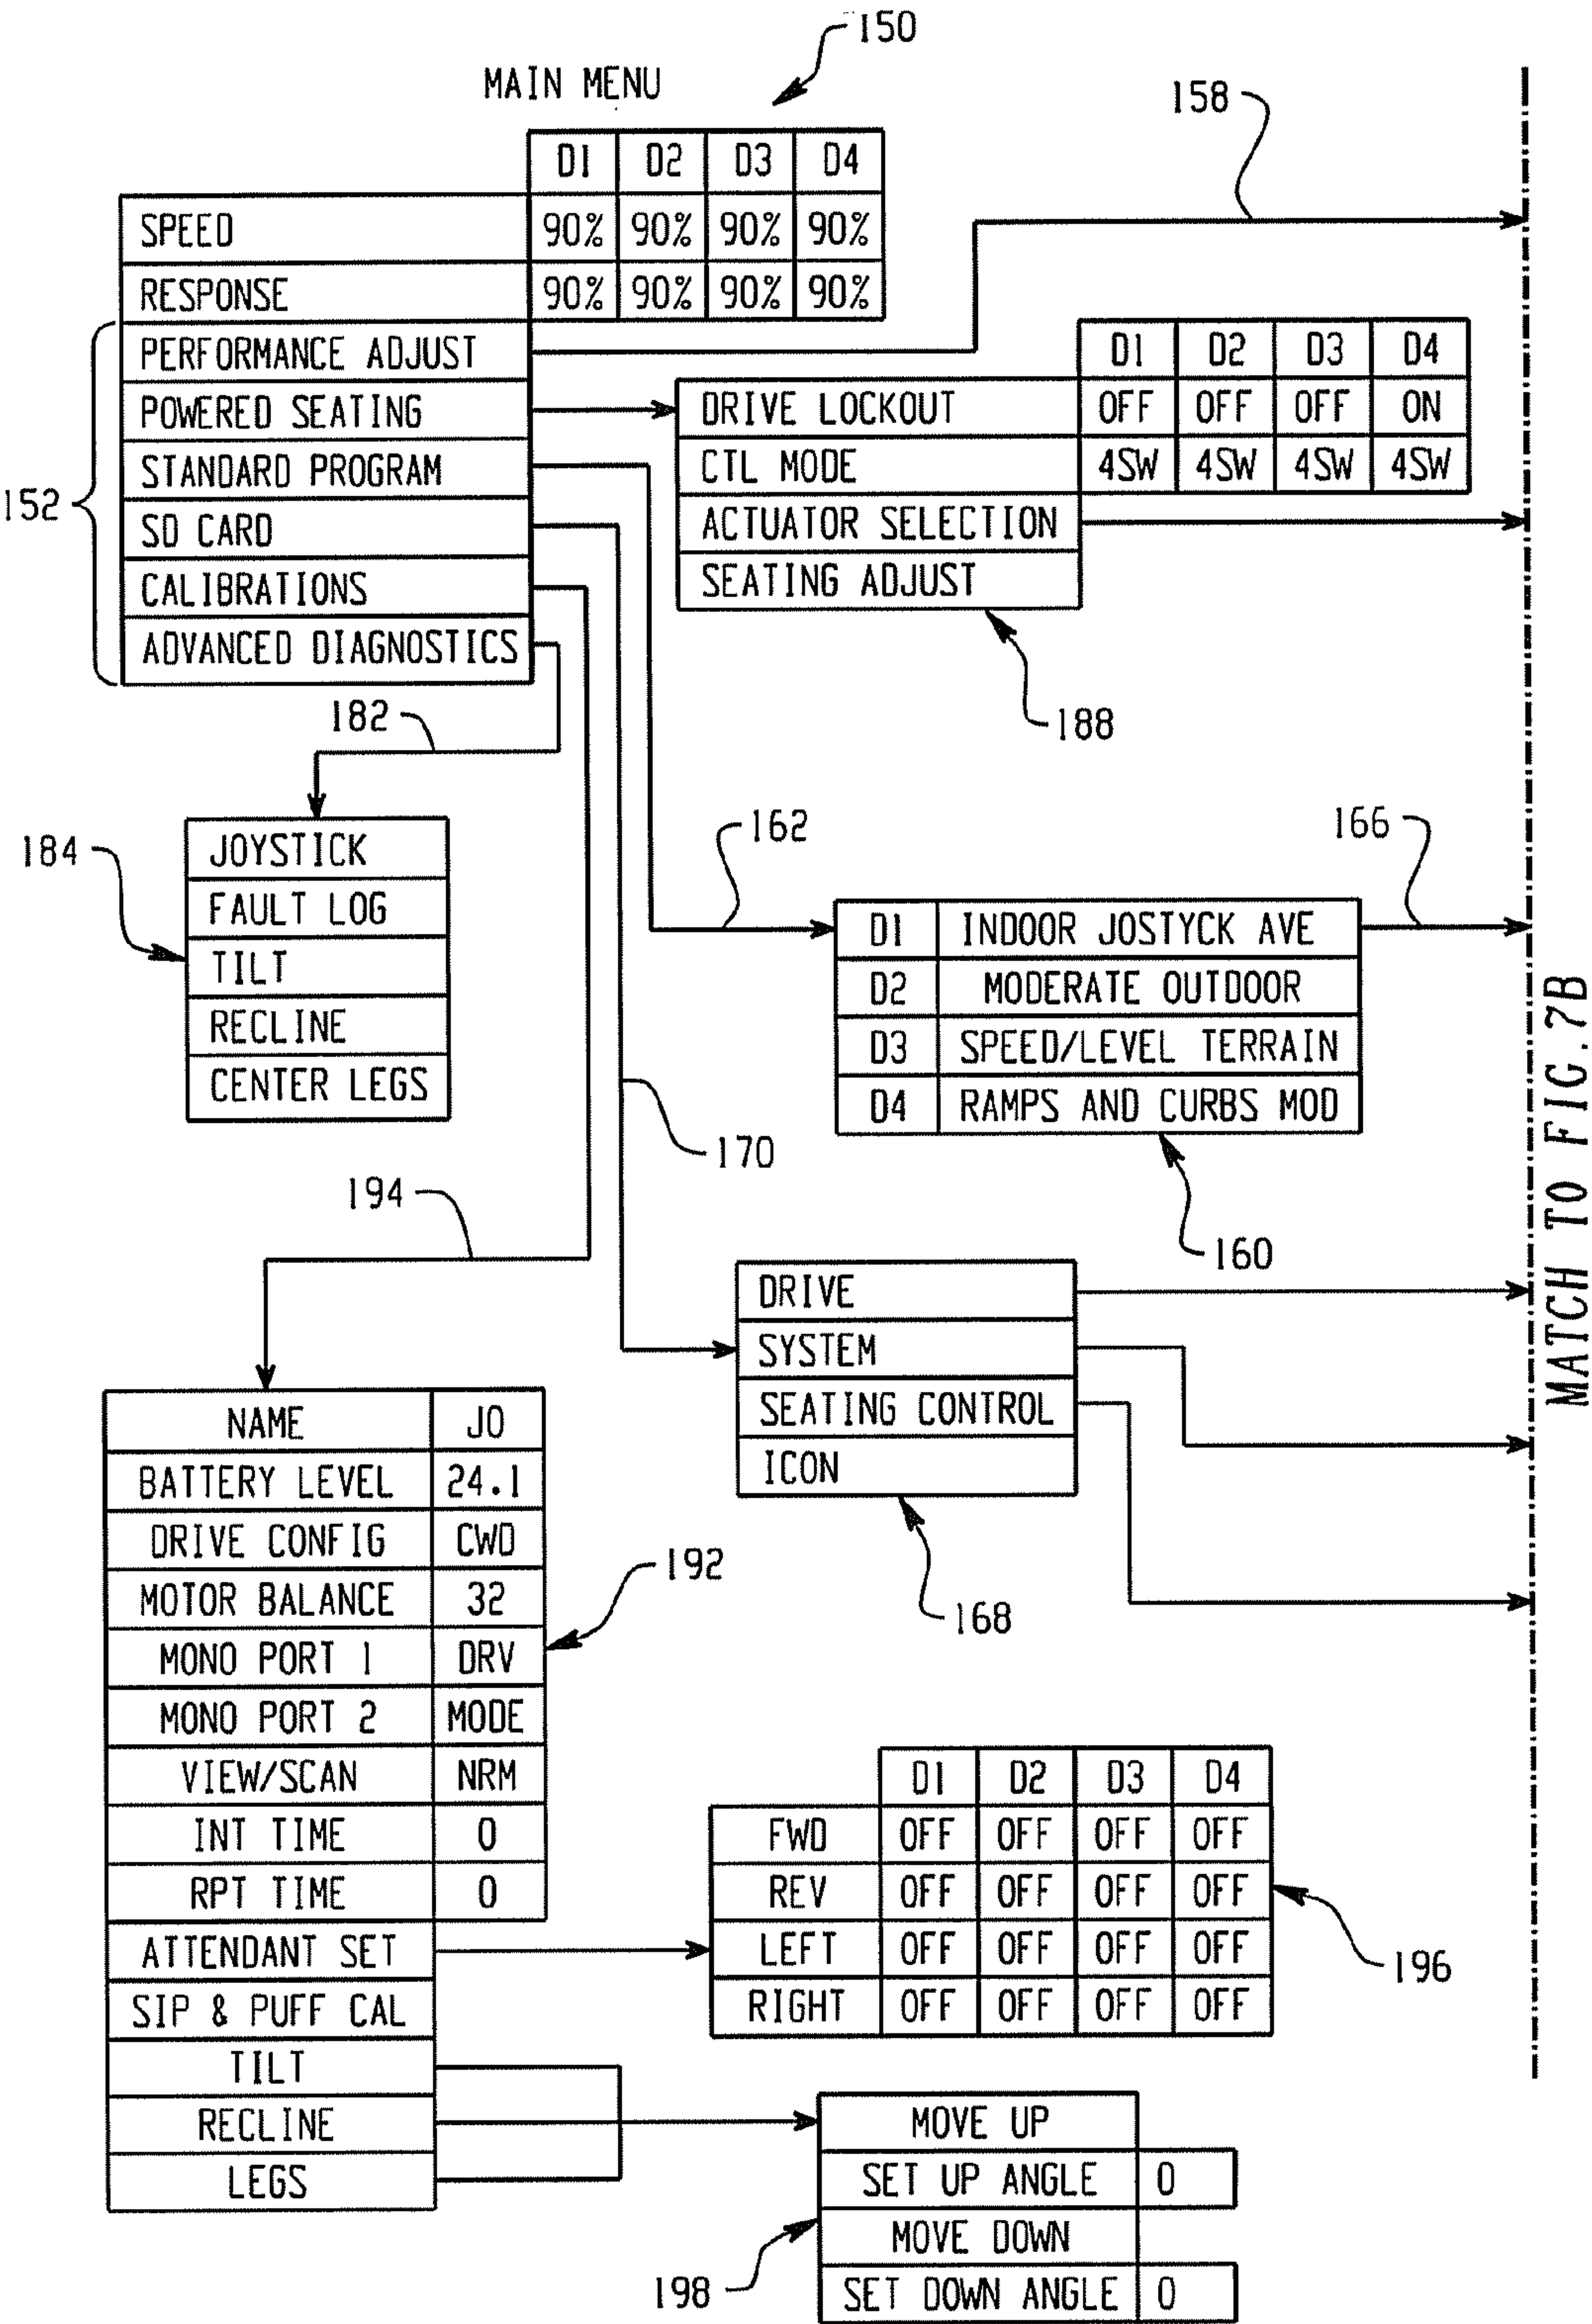 150
MAIN MENU
158
D1 D2 D3 D4
SPEED 90% 90% 90% 90%
RESPONSE 90% 90% 90% 90%
PERFORMANCE ADJUST
POWERED SEATING
STANDARD PROGRAM
SD CARD
CALIBRATIONS
ADVANCED DIAGNOSTICS
152
D1 D2 D3 D4
DRIVE LOCKOUT OFF OFF OFF ON
CTL MODE 4SW 4SW 4SW 4SW
ACTUATOR SELECTION
SEATING ADJUST
188
182
184
JOYSTICK
FAULT LOG
TILT
RECLINE
CENTER LEGS
162
166
D1 INDOOR JOSTYCK AVE
D2 MODERATE OUTDOOR
D3 SPEED/LEVEL TERRAIN
D4 RAMPS AND CURBS MOD
160
170
194
DRIVE
SYSTEM
SEATING CONTROL
ICON
168
MATCH TO FIG. 7B
NAME JO
BATTERY LEVEL 24.1
DRIVE CONFIG CWD
MOTOR BALANCE 32
MONO PORT 1 DRV
MONO PORT 2 MODE
VIEW/SCAN NRM
INT TIME 0
RPT TIME 0
ATTENDANT SET
SIP & PUFF CAL
TILT
RECLINE
LEGS
192
D1 D2 D3 D4
FWD OFF OFF OFF OFF
REV OFF OFF OFF OFF
LEFT OFF OFF OFF OFF
RIGHT OFF OFF OFF OFF
196
MOVE UP
SET UP ANGLE 0
MOVE DOWN
SET DOWN ANGLE 0
198